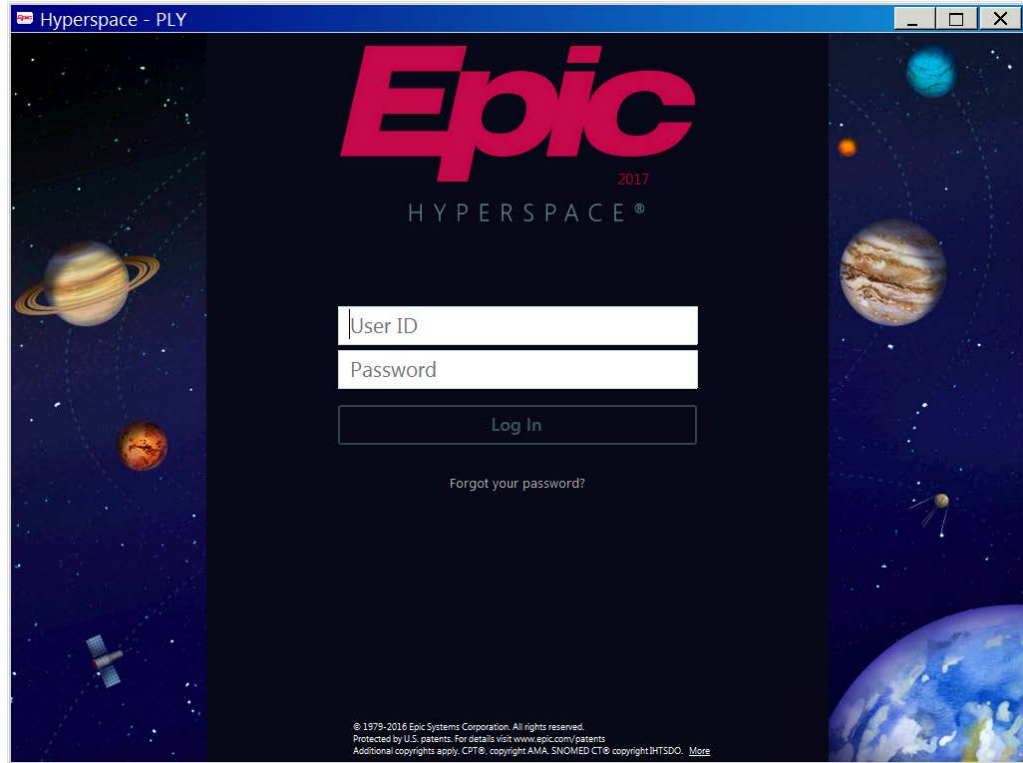 Epic Hyperspace - PLY
Epic
2017
HYPERSPACE®
User ID
Password
Log In
Forgot your password?
© 1979-2016 Epic Systems Corporation. All rights reserved.
Protected by U.S. patents. For details visit www.epic.com/patents
Additional copyrights apply. CPT®, copyright AMA. SNOMED CT® copyright IHTSDO. More